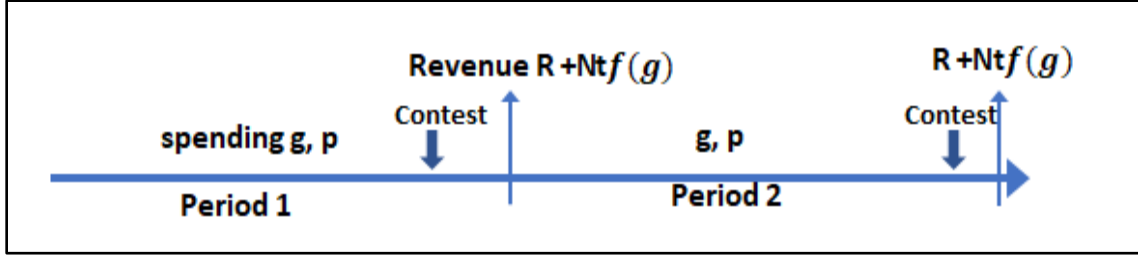 Revenue R +Ntf(g)
R +Ntf(g)
Contest
Contest
spending g, p
g, p
Period 1
Period 2